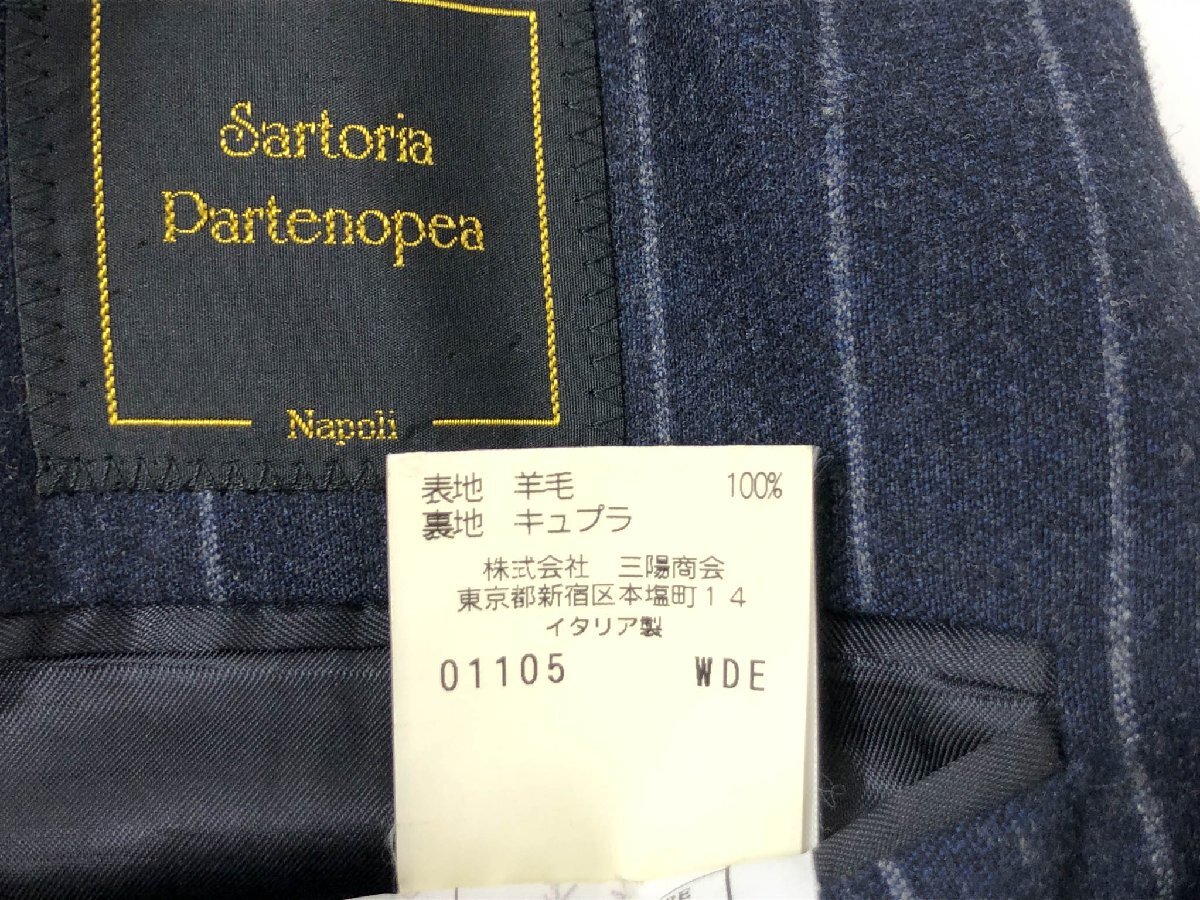 Sartoria
Partenopea
Napoli
表地 羊毛 100%
裏地 キュプラ
株式会社 三陽商会
東京都新宿区本塩町14
イタリア製
01105 WDE